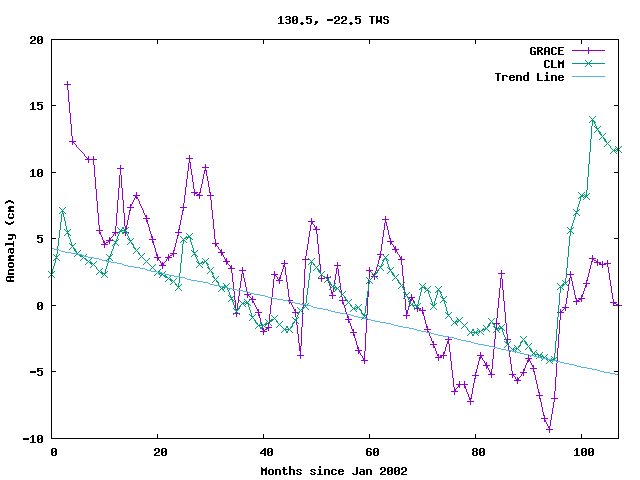 130.5, -22.5 TWS
GRACE
CLM
Trend Line
20
15
10
5
0
-5
-10
Anomaly (cm)
0 20 40 60 80 100
Months since Jan 2002